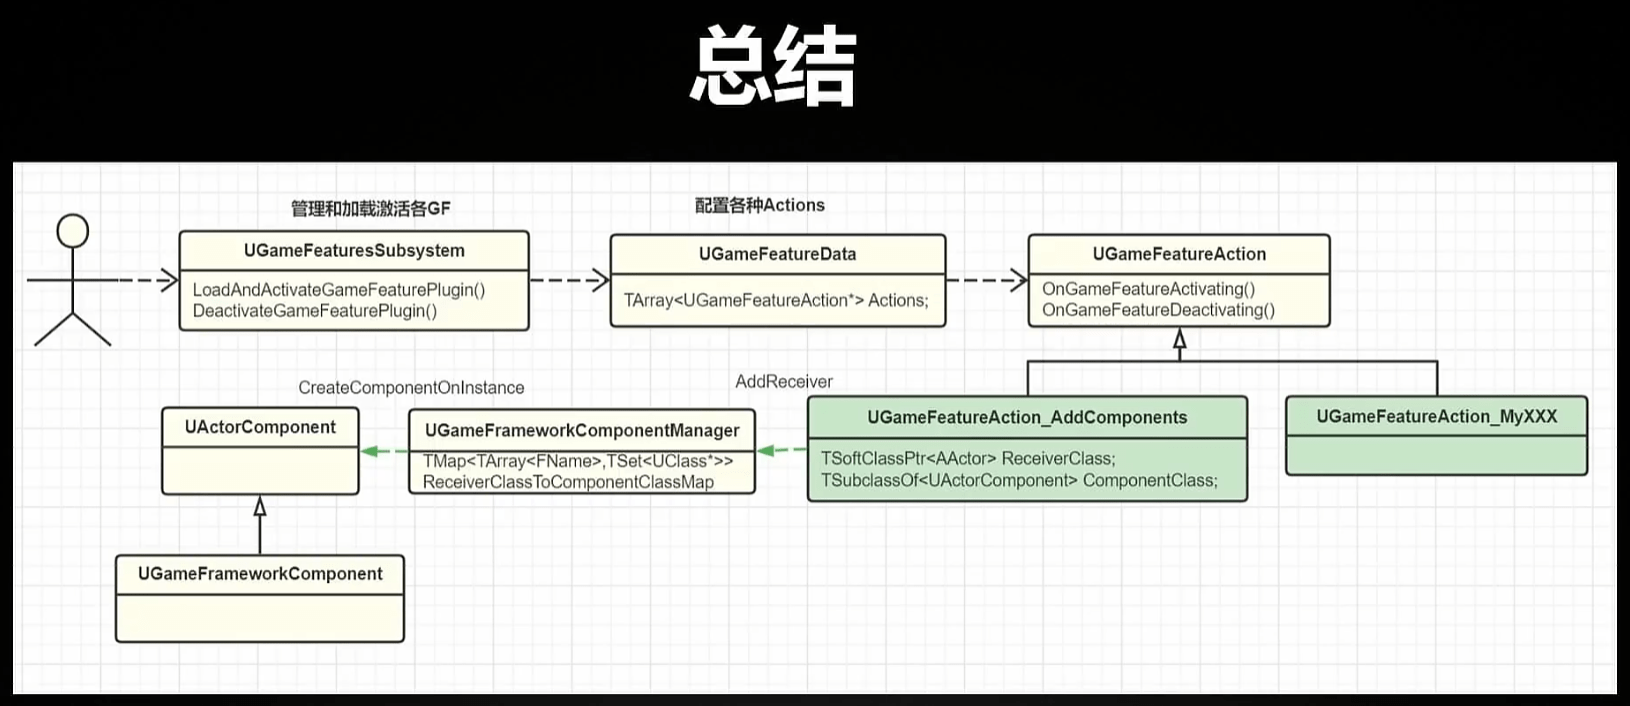 总结
管理和加载激活各GF
配置各种Actions
UGameFeaturesSubsystem
LoadAndActivateGameFeaturePlugin()
DeactivateGameFeaturePlugin()
UGameFeatureData
TArray<UGameFeatureAction*> Actions;
UGameFeatureAction
OnGameFeatureActivating()
OnGameFeatureDeactivating()
CreateComponentOnInstance
AddReceiver
UActorComponent
UGameFrameworkComponentManager
TMap<TArray<FName>,TSet<UClass*>>
ReceiverClassToComponentClassMap
UGameFeatureAction_AddComponents
TSoftClassPtr<AActor> ReceiverClass;
TSubclassOf<UActorComponent> ComponentClass;
UGameFeatureAction_MyXXX
UGameFrameworkComponent